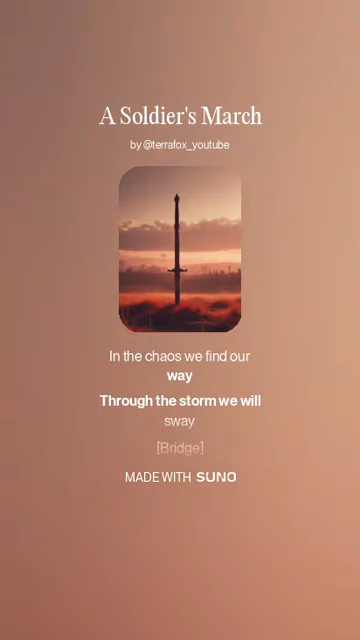 A Soldier's March
by @terrafox_youtube
In the chaos we find our
way
Through the storm we will
sway
[Bridge]
MADE WITH SUNO